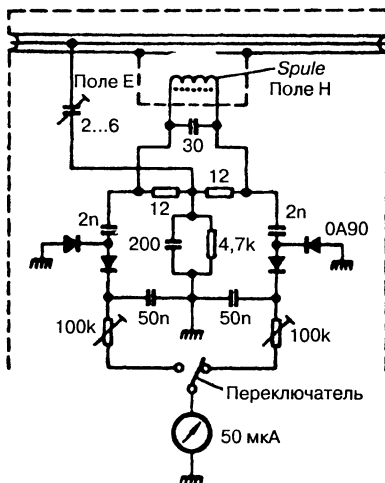 Поле E
Spule
Поле H
2...6
30
12
12
2n
2n
0A90
200
4,7k
50n
50n
100k
100k
Переключатель
50 мкА